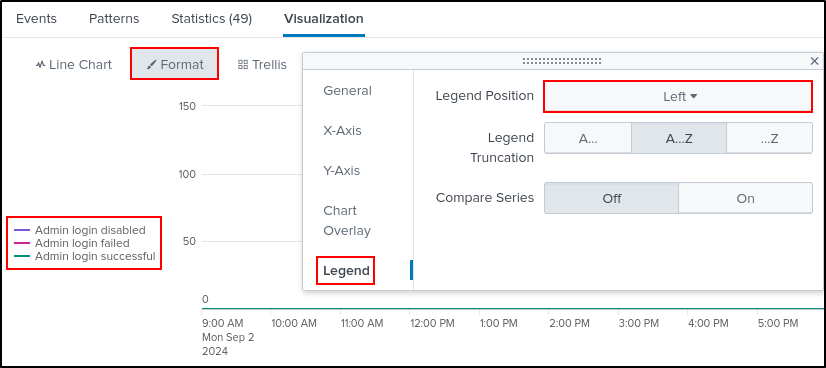 Events Patterns Statistics (49) Visualization
Line Chart Format Trellis
General
X-Axis
Y-Axis
Chart
Overlay
Legend
Legend Position Left
Legend
Truncation
A... A...Z ...Z
Compare Series Off On
150
100
50
0
Admin login disabled
Admin login failed
Admin login successful
9:00 AM 10:00 AM 11:00 AM 12:00 PM 1:00 PM 2:00 PM 3:00 PM 4:00 PM 5:00 PM
Mon Sep 2
2024